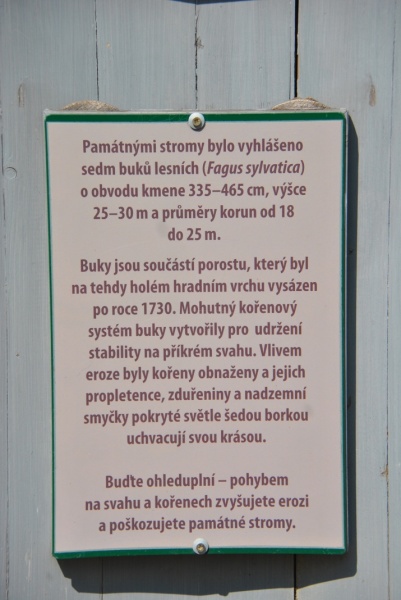 Památnými stromy bylo vyhlášeno
sedm buků lesních (Fagus sylvatica)
o obvodu kmene 335–465 cm, výšce
25–30 m a průměry korun od 18
do 25 m.
Buky jsou součástí porostu, který byl
na tehdy holém hradním vrchu vysázen
po roce 1730. Mohutný kořenový
systém buky vytvořily pro udržení
stability na příkrém svahu. Vlivem
eroze byly kořeny obnaženy a jejich
propletence, zduřeniny a nadzemní
smyčky pokryté světle šedou borkou
uchvacují svou krásou.
Buďte ohleduplní – pohybem
na svahu a kořenech zvyšujete erozi
a poškozujete památné stromy.